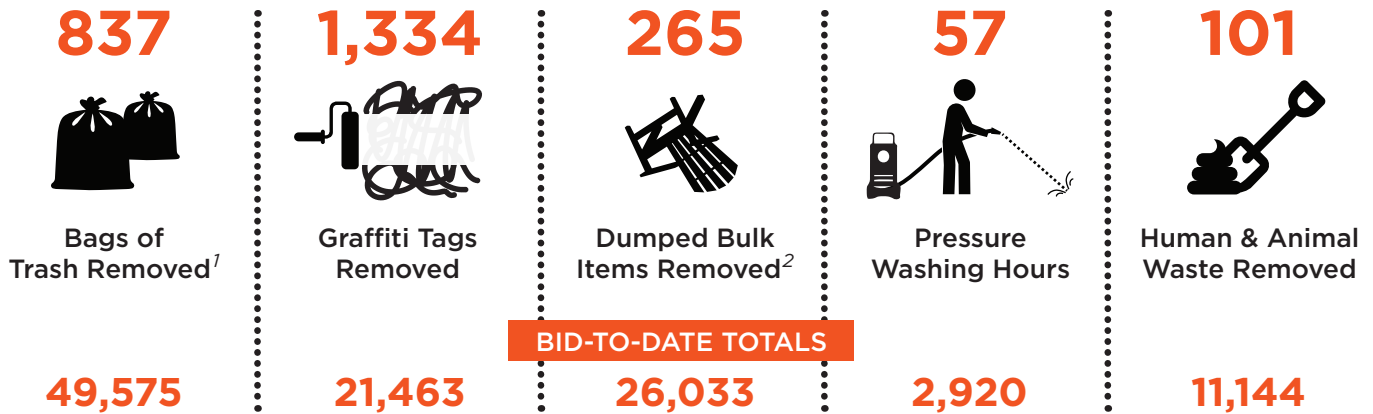 837
1,334
265
57
101
Bags of
Trash Removed1
Graffiti Tags
Removed
Dumped Bulk
Items Removed2
Pressure
Washing Hours
Human & Animal
Waste Removed
BID-TO-DATE TOTALS
49,575
21,463
26,033
2,920
11,144